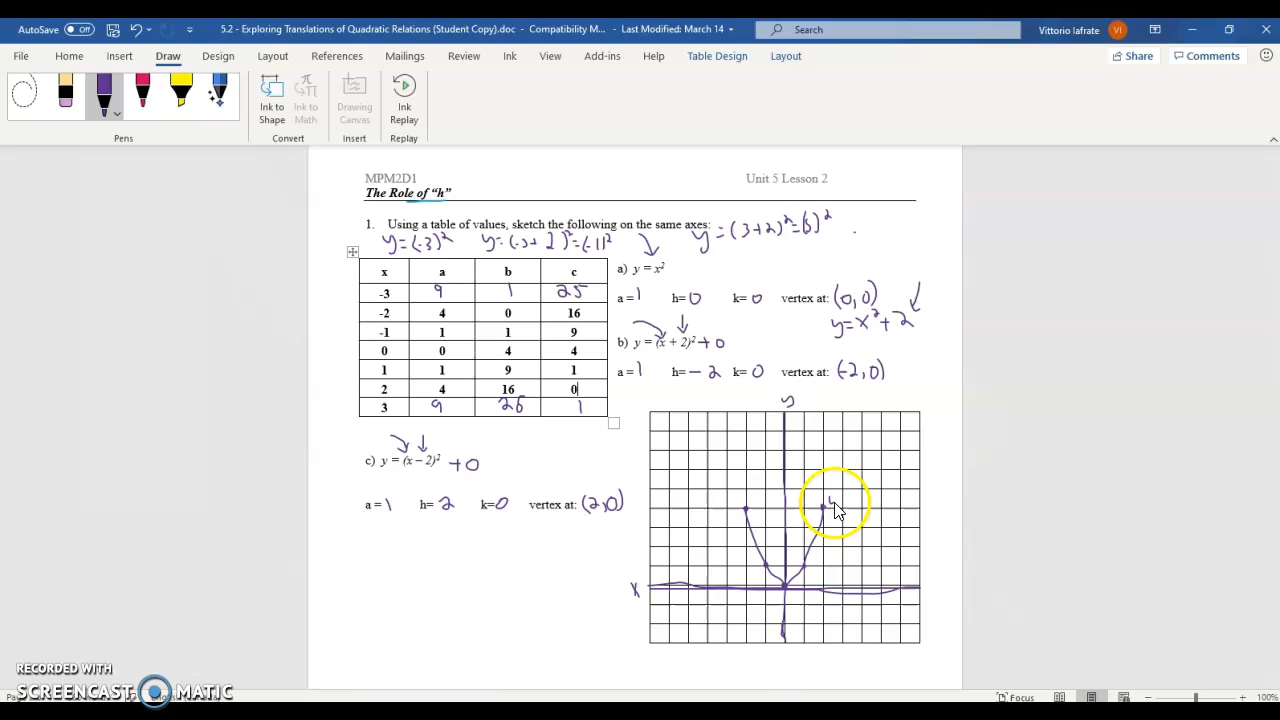 AutoSave Off 5.2 - Exploring Translations of Quadratic Relations (Student Copy).doc - Compatibility M... - Last Modified: March 14 Search Vittorio Iafrate VI
File Home Insert Draw Design Layout References Mailings Review Ink View Add-ins Help Table Design Layout Share Comments
Ink to Shape Ink to Math Drawing Canvas Ink Replay
Pens Convert Insert Replay
MPM2D1 Unit 5 Lesson 2
The Role of "h"
1. Using a table of values, sketch the following on the same axes: y = (3+2)² = (5)²
y = (-3)² y = (-3+2)² = (-1)²
x a b c
-3 9 1 25
-2 4 0 16
-1 1 1 9
0 0 4 4
1 1 9 1
2 4 16 0
3 9 25 1
a) y = x²
a = 1 h= 0 k= 0 vertex at: (0,0)
y = x² + 2
b) y = (x + 2)² + 0
a = 1 h= -2 k= 0 vertex at: (-2,0)
y
c) y = (x – 2)² + 0
a = 1 h= 2 k= 0 vertex at: (2,0)
x
RECORDED WITH
SCREENCAST MATIC
Focus 100%